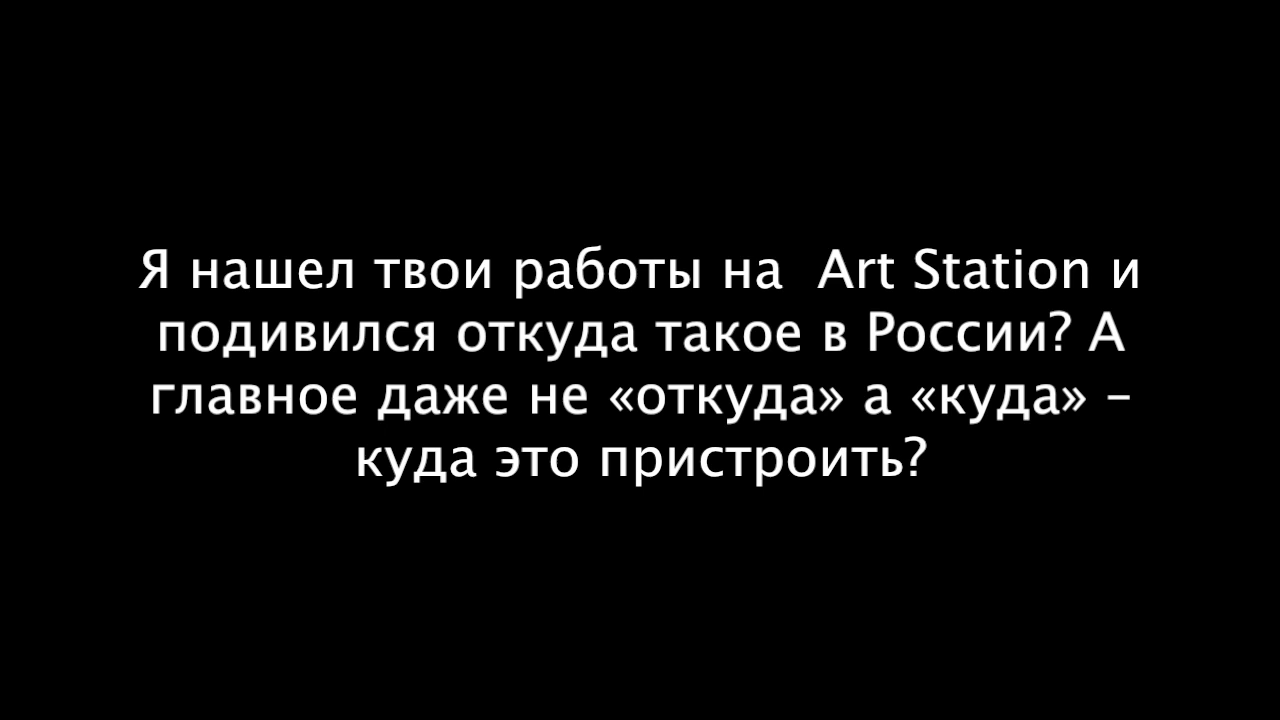 Я нашел твои работы на  Art Station и
подивился откуда такое в России? А
главное даже не «откуда» а «куда» –
куда это пристроить?